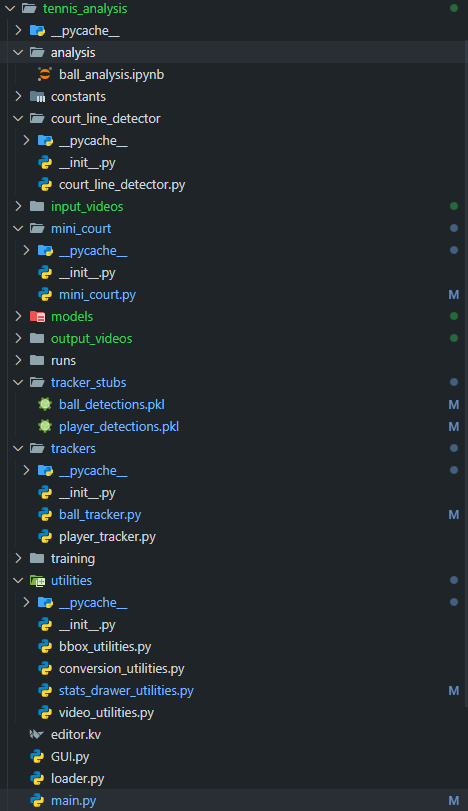 tennis_analysis
__pycache__
analysis
ball_analysis.ipynb
constants
court_line_detector
__pycache__
__init__.py
court_line_detector.py
input_videos
mini_court
__pycache__
__init__.py
mini_court.py M
models
output_videos
runs
tracker_stubs
ball_detections.pkl M
player_detections.pkl M
trackers
__pycache__
__init__.py
ball_tracker.py M
player_tracker.py
training
utilities
__pycache__
__init__.py
bbox_utilities.py
conversion_utilities.py
stats_drawer_utilities.py M
video_utilities.py
editor.kv
GUI.py
loader.py
main.py M